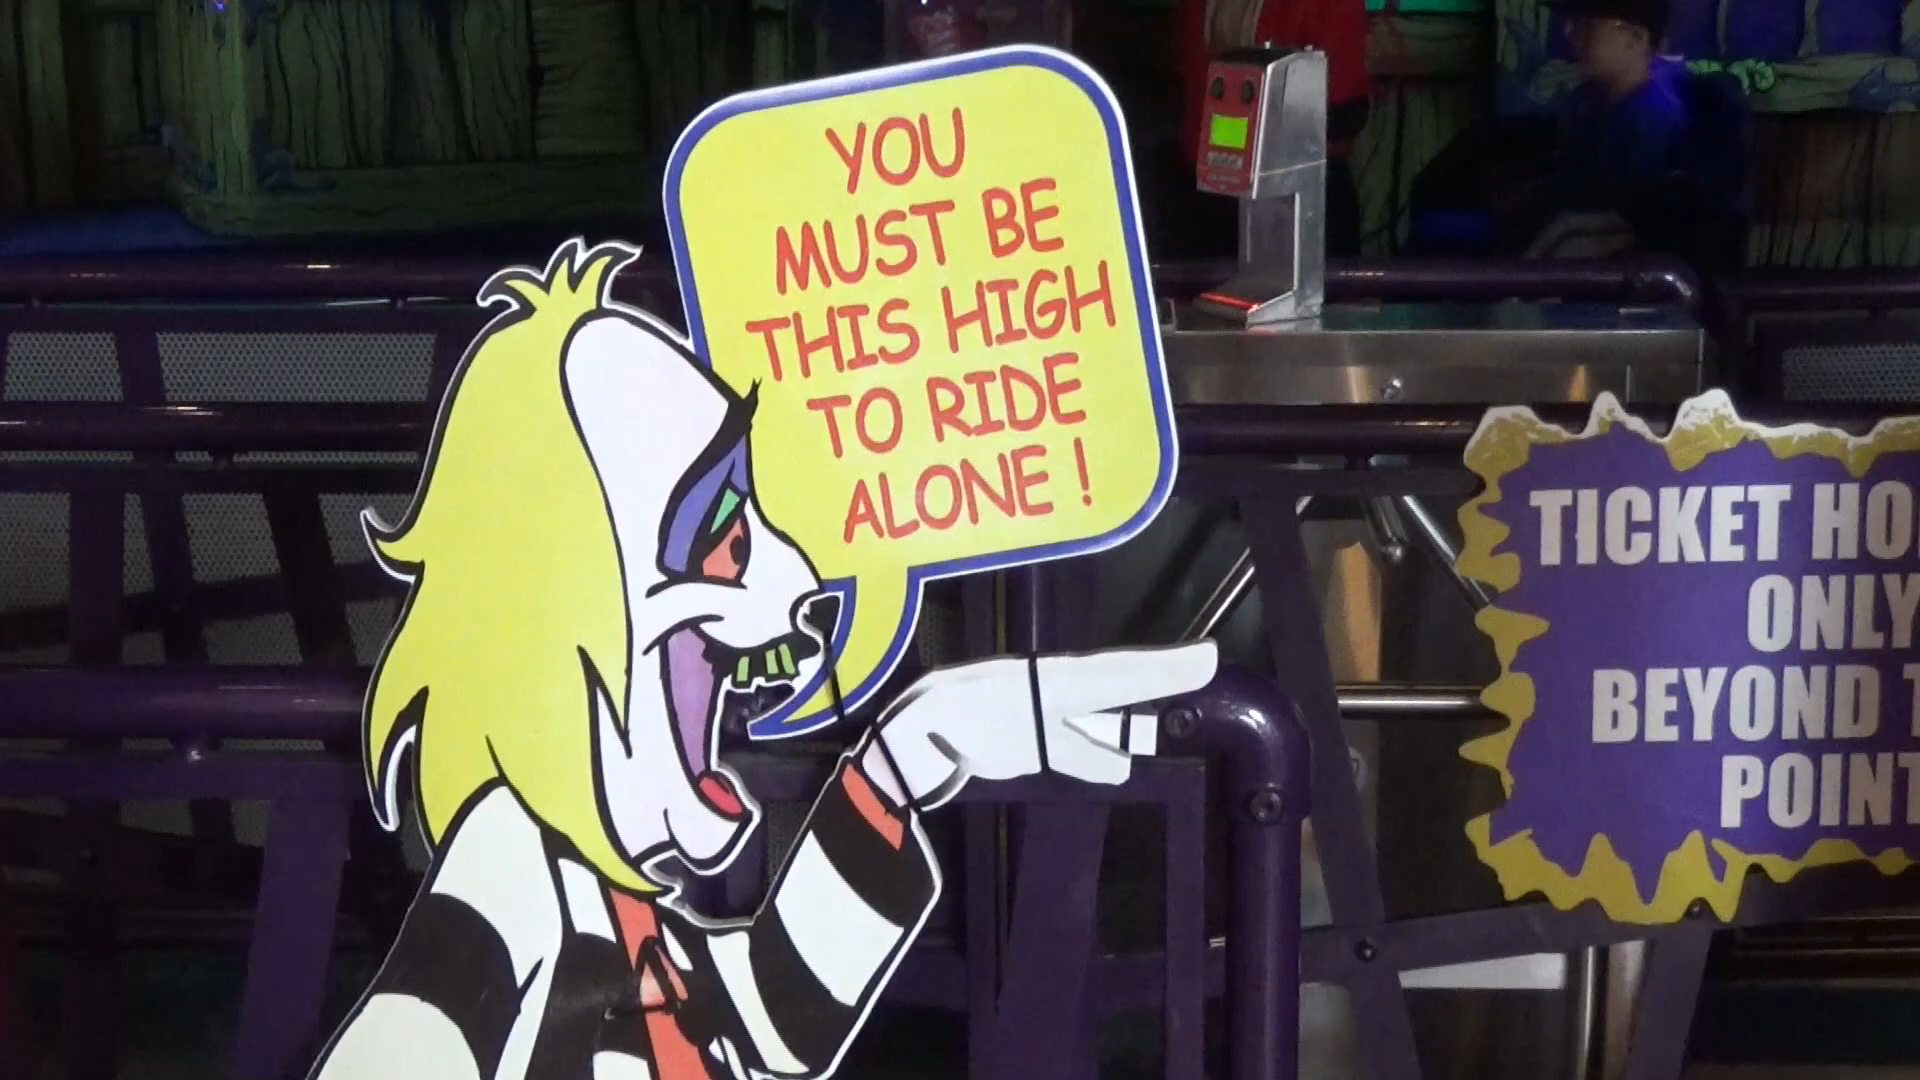 YOU
MUST BE
THIS HIGH
TO RIDE
ALONE!
TICKET HO
ONLY
BEYOND T
POINT